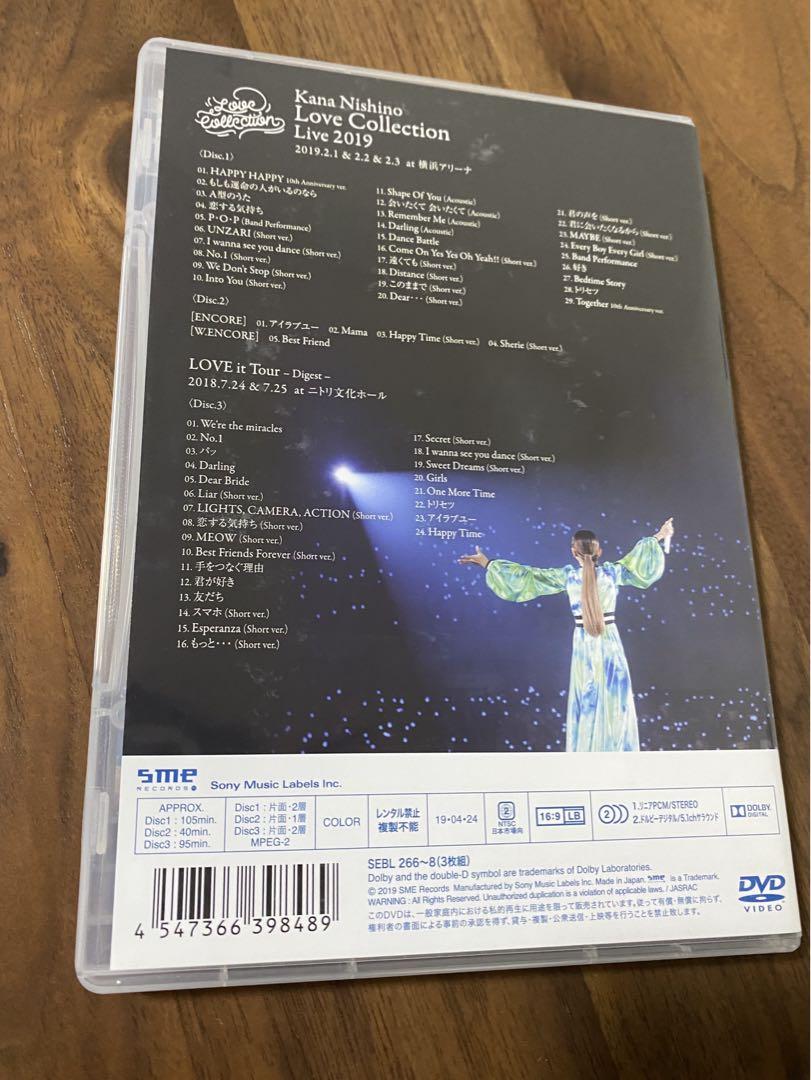 Love Collection
Kana Nishino
Love Collection
Live 2019
2019.2.1 & 2.2 & 2.3 at 横浜アリーナ
〈Disc.1〉
01. HAPPY HAPPY 10th Anniversary ver.
02. もしも運命の人がいるのなら
03. A型のうた
04. 恋する気持ち
05. P・O・P (Band Performance)
06. UNZARI (Short ver.)
07. I wanna see you dance (Short ver.)
08. No.1 (Short ver.)
09. We Don't Stop (Short ver.)
10. Into You (Short ver.)
11. Shape Of You (Acoustic)
12. 会いたくて 会いたくて (Acoustic)
13. Remember Me (Acoustic)
14. Darling (Acoustic)
15. Dance Battle
16. Come On Yes Yes Oh Yeah!! (Short ver.)
17. 遠くても (Short ver.)
18. Distance (Short ver.)
19. このままで (Short ver.)
20. Dear・・・ (Short ver.)
21. 君の声を (Short ver.)
22. 君に会いたくなるから (Short ver.)
23. MAYBE (Short ver.)
24. Every Boy Every Girl (Short ver.)
25. Band Performance
26. 好き
27. Bedtime Story
28. トリセツ
29. Together 10th Anniversary ver.
〈Disc.2〉
[ENCORE] 01. アイラブユー 02. Mama 03. Happy Time (Short ver.) 04. Sherie (Short ver.)
[W.ENCORE] 05. Best Friend
LOVE it Tour – Digest –
2018.7.24 & 7.25 at ニトリ文化ホール
〈Disc.3〉
01. We're the miracles
02. No.1
03. パッ
04. Darling
05. Dear Bride
06. Liar (Short ver.)
07. LIGHTS, CAMERA, ACTION (Short ver.)
08. 恋する気持ち (Short ver.)
09. MEOW (Short ver.)
10. Best Friends Forever (Short ver.)
11. 手をつなぐ理由
12. 君が好き
13. 友だち
14. スマホ (Short ver.)
15. Esperanza (Short ver.)
16. もっと・・・ (Short ver.)
17. Secret (Short ver.)
18. I wanna see you dance (Short ver.)
19. Sweet Dreams (Short ver.)
20. Girls
21. One More Time
22. トリセツ
23. アイラブユー
24. Happy Time
sme
RECORDS
Sony Music Labels Inc.
APPROX.
Disc1 : 105min.
Disc2 : 40min.
Disc3 : 95min.
Disc1 : 片面・2層
Disc2 : 片面・1層
Disc3 : 片面・2層
MPEG-2
COLOR
レンタル禁止
複製不能
19・04・24
2
NTSC
日本市場向
16:9 LB
2
1.リニアPCM/STEREO
2.ドルビーデジタル/5.1chサラウンド
DOLBY
DIGITAL
4 547366 398489
SEBL 266~8(3枚組)
Dolby and the double-D symbol are trademarks of Dolby Laboratories.
© 2019 SME Records Manufactured by Sony Music Labels Inc. Made in Japan, sme is a Trademark.
WARNING : All Rights Reserved. Unauthorized duplication is a violation of applicable laws. / JASRAC
このDVDは、一般家庭内における私的再生に用途を限って販売されています。従って有償・無償に拘らず、
権利者の書面による事前の承認を得ず、貸与・複製・公衆送信・上映等を行うことを禁止致します。
DVD
VIDEO